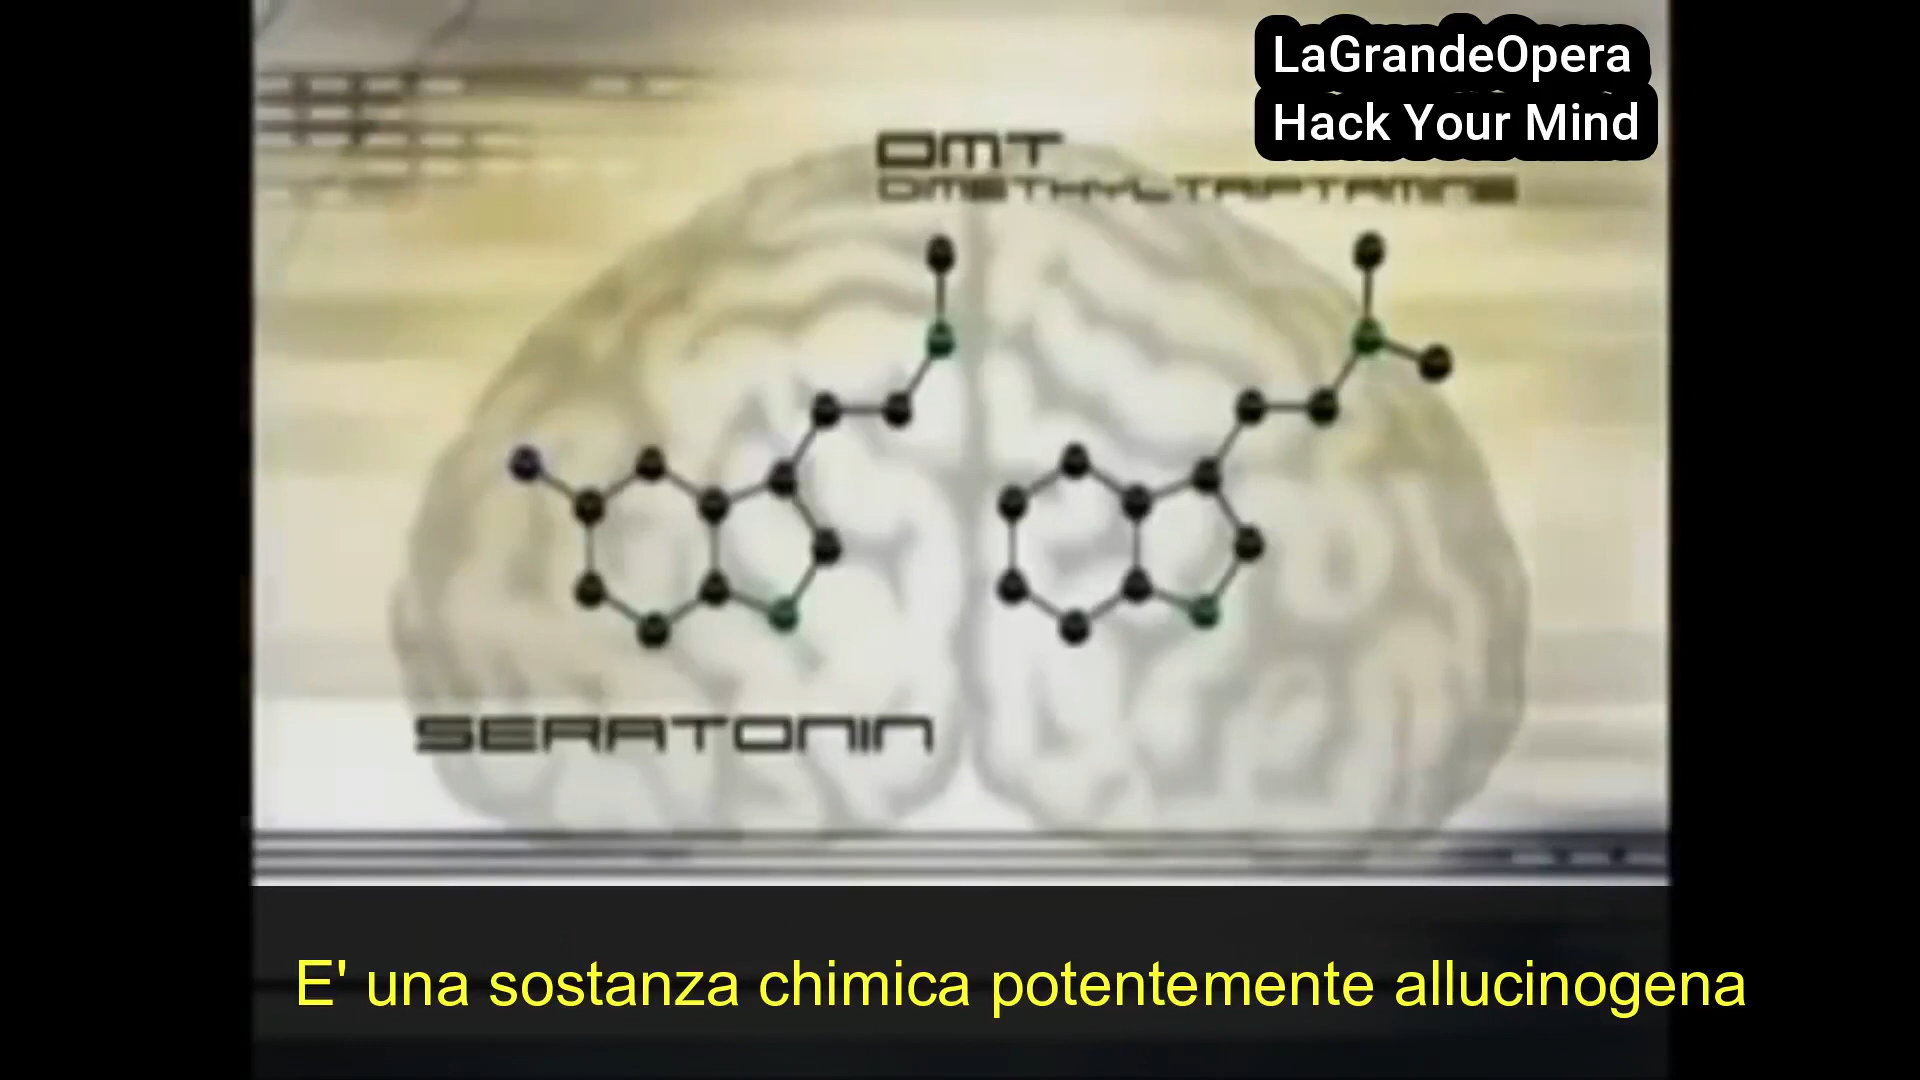 LaGrandeOpera
Hack Your Mind
DMT
DIMETHYLTRIPTAMINE
SERATONIN
E' una sostanza chimica potentemente allucinogena